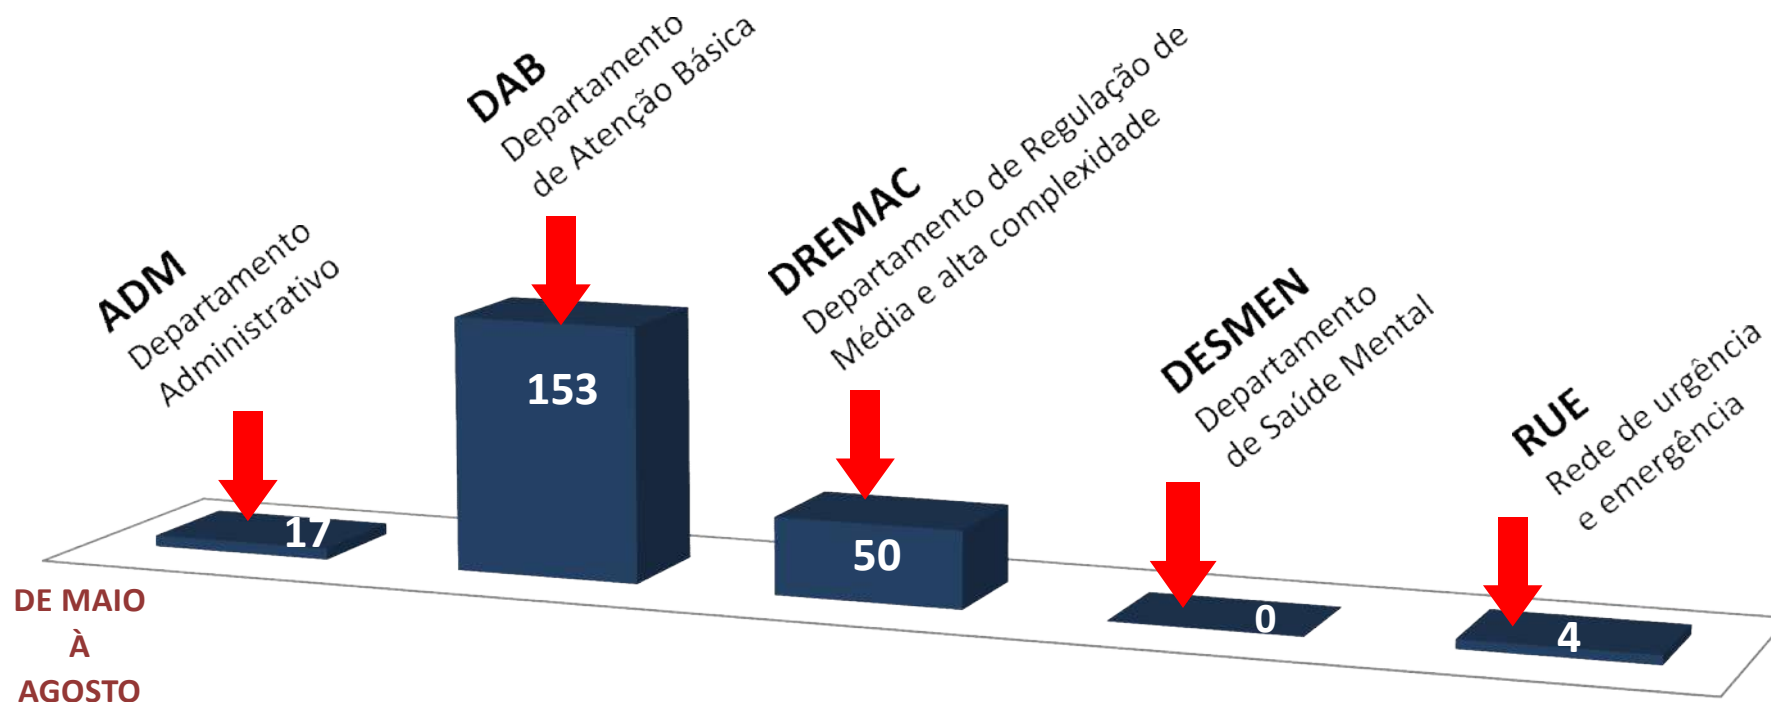 ADM
Departamento
Administrativo
17
DAB
Departamento
de Atenção Básica
153
DREMAC
Departamento de Regulação de
Média e alta complexidade
50
DESMEN
Departamento
de Saúde Mental
0
RUE
Rede de urgência
e emergência
4
DE MAIO
À
AGOSTO